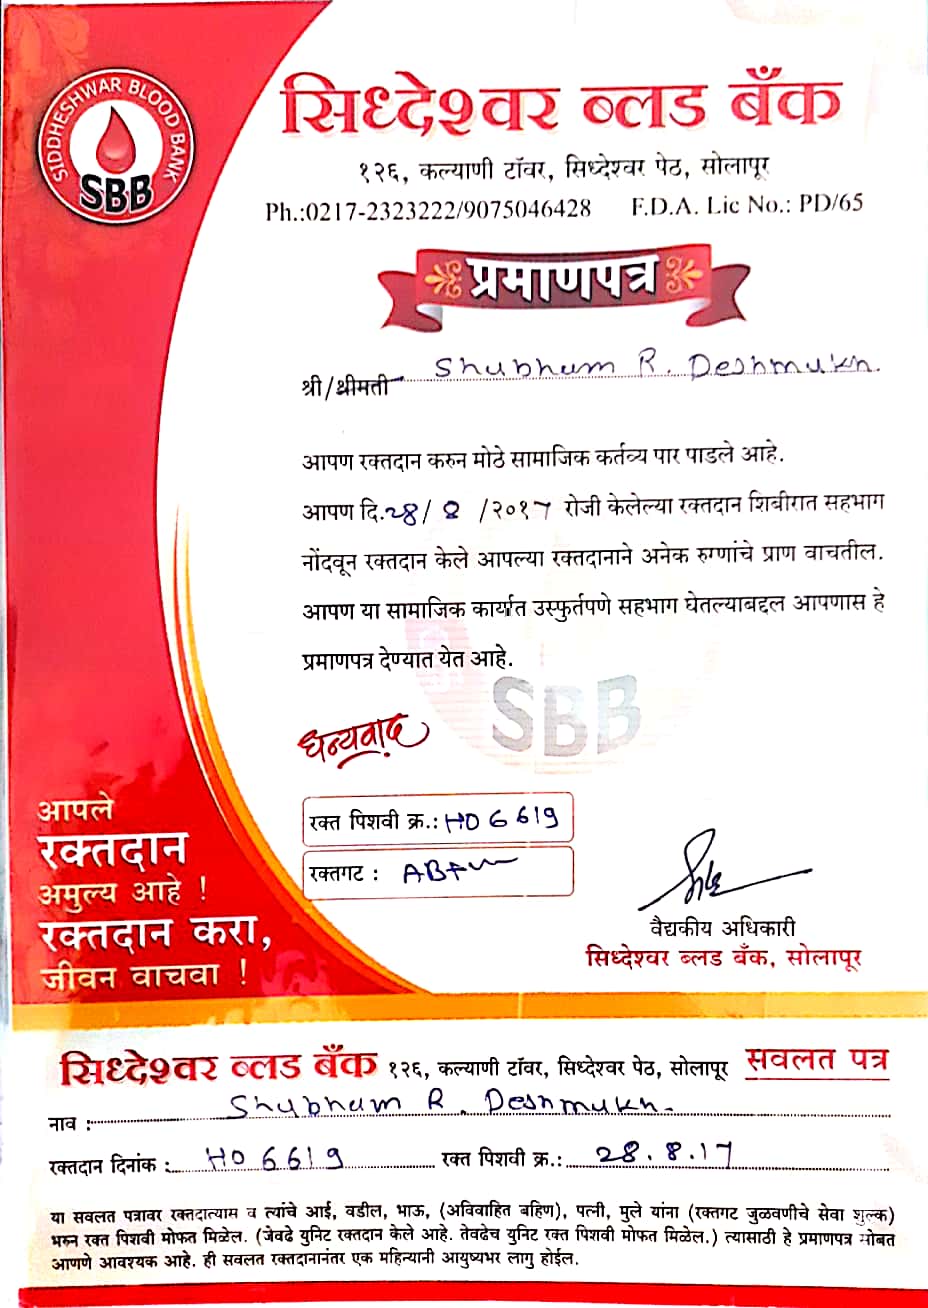 SIDDHESHWAR BLOOD BANK
SBB
सिध्देश्वर ब्लड बँक
१२६, कल्याणी टॉवर, सिध्देश्वर पेठ, सोलापूर
Ph.:0217-2323222/9075046428 F.D.A. Lic No.: PD/65
प्रमाणपत्र
श्री/श्रीमती Shubham R. Deshmukh.
आपण रक्तदान करुन मोठे सामाजिक कर्तव्य पार पाडले आहे.
आपण दि.28/ 8 /२०१7 रोजी केलेल्या रक्तदान शिबीरात सहभाग
नोंदवून रक्तदान केले आपल्या रक्तदानाने अनेक रुग्णांचे प्राण वाचतील.
आपण या सामाजिक कार्यात उस्फुर्तपणे सहभाग घेतल्याबद्दल आपणास हे
प्रमाणपत्र देण्यात येत आहे.
SBB
धन्यवाद
रक्त पिशवी क्र.: HO 6619
रक्तगट : AB+ve
आपले
रक्तदान
अमुल्य आहे !
रक्तदान करा,
जीवन वाचवा !
वैद्यकीय अधिकारी
सिध्देश्वर ब्लड बँक, सोलापूर
सिध्देश्वर ब्लड बँक १२६, कल्याणी टॉवर, सिध्देश्वर पेठ, सोलापूर सवलत पत्र
नाव : Shubham R. Deshmukh.
रक्तदान दिनांक : HO 6619 रक्त पिशवी क्र.: 28.8.17
या सवलत पत्रावर रक्तदात्यास व त्यांचे आई, वडील, भाऊ, (अविवाहित बहिण), पत्नी, मुले यांना (रक्तगट जुळवणीचे सेवा शुल्क)
भरुन रक्त पिशवी मोफत मिळेल. (जेवढे युनिट रक्तदान केले आहे. तेवढेच युनिट रक्त पिशवी मोफत मिळेल.) त्यासाठी हे प्रमाणपत्र सोबत
आणणे आवश्यक आहे. ही सवलत रक्तदानानंतर एक महिन्यानी आयुष्यभर लागु होईल.